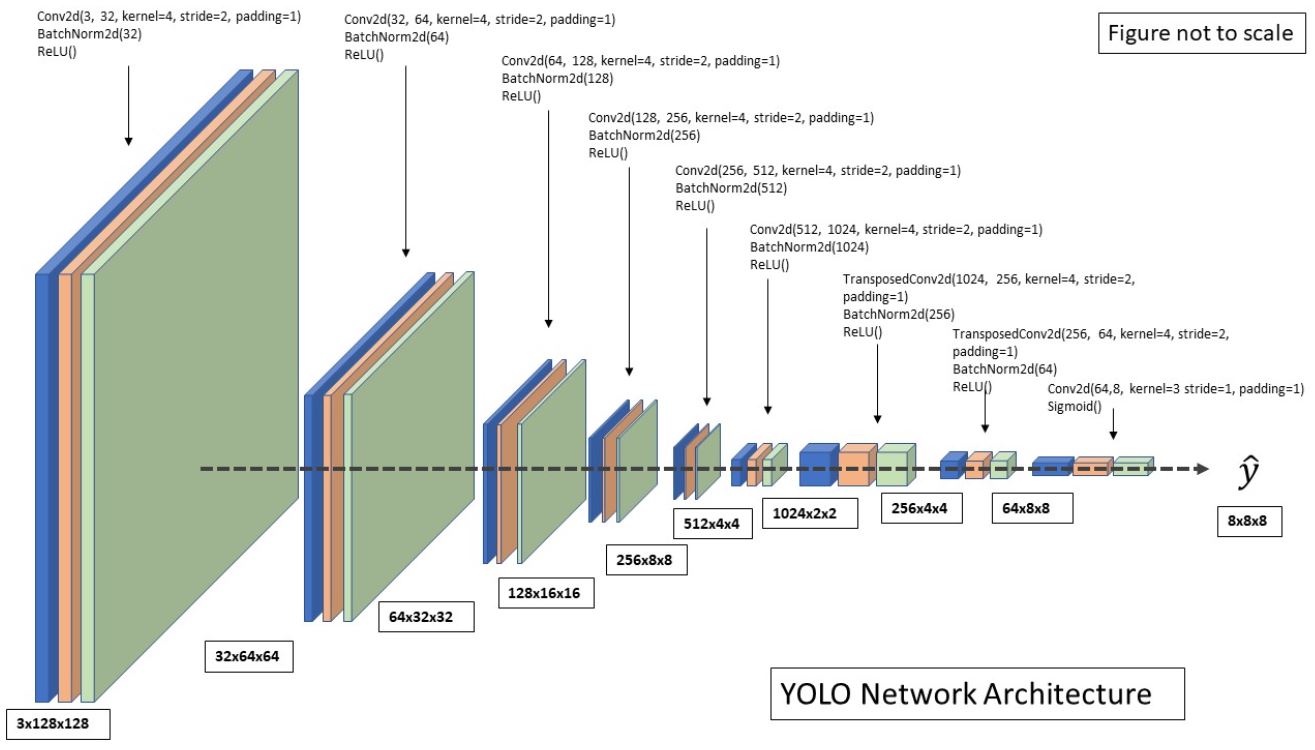 Conv2d(3, 32, kernel=4, stride=2, padding=1)
BatchNorm2d(32)
ReLU()
Conv2d(32, 64, kernel=4, stride=2, padding=1)
BatchNorm2d(64)
ReLU()
Figure not to scale
Conv2d(64, 128, kernel=4, stride=2, padding=1)
BatchNorm2d(128)
ReLU()
Conv2d(128, 256, kernel=4, stride=2, padding=1)
BatchNorm2d(256)
ReLU()
Conv2d(256, 512, kernel=4, stride=2, padding=1)
BatchNorm2d(512)
ReLU()
Conv2d(512, 1024, kernel=4, stride=2, padding=1)
BatchNorm2d(1024)
ReLU()
TransposedConv2d(1024, 256, kernel=4, stride=2,
padding=1)
BatchNorm2d(256)
ReLU()
TransposedConv2d(256, 64, kernel=4, stride=2,
padding=1)
BatchNorm2d(64)
ReLU()
Conv2d(64,8, kernel=3 stride=1, padding=1)
Sigmoid()
3x128x128
32x64x64
64x32x32
128x16x16
256x8x8
512x4x4
1024x2x2
256x4x4
64x8x8
ŷ
8x8x8
YOLO Network Architecture